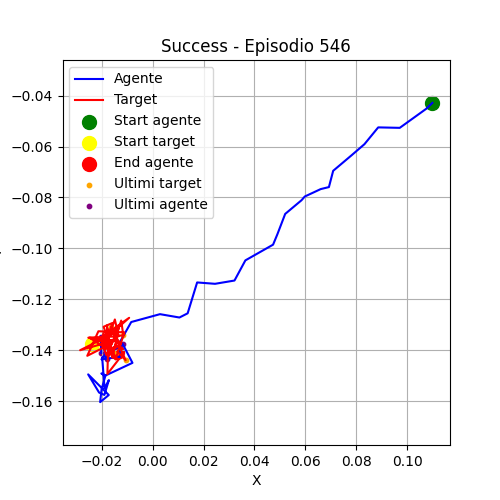 Success - Episodio 546
Agente
Target
Start agente
Start target
End agente
Ultimi target
Ultimi agente
−0.04
−0.06
−0.08
−0.10
−0.12
−0.14
−0.16
−0.02
0.00
0.02
0.04
0.06
0.08
0.10
X